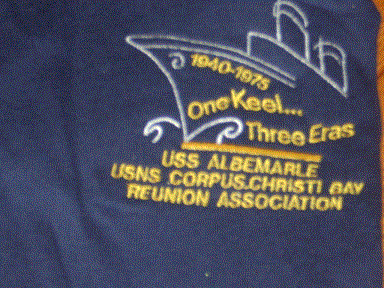 1940-1975
One Keel...
Three Eras
USS ALBEMARLE
USNS CORPUS CHRISTI BAY
REUNION ASSOCIATION